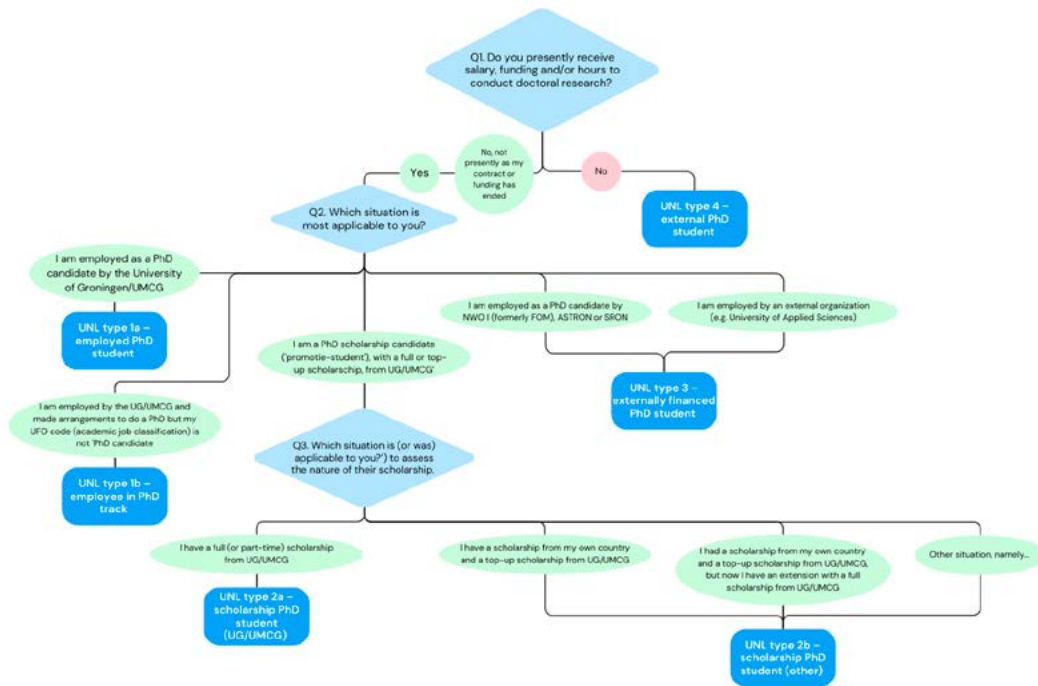 Q1. Do you presently receive
salary, funding and/or hours to
conduct doctoral research?
Yes
No, not
presently as my
contract or
funding has
ended
No
UNL type 4 –
external PhD
student
Q2. Which situation is
most applicable to you?
I am employed as a PhD
candidate by the University
of Groningen/UMCG
UNL type 1a –
employed PhD
student
I am employed by the UG/UMCG and
made arrangements to do a PhD but my
UFO code (academic job classification) is
not 'PhD candidate
UNL type 1b –
employee in PhD
track
I am a PhD scholarship candidate
('promotie-student'), with a full or top-
up scholarschip, from UG/UMCG'
I am employed as a PhD candidate by
NWO I (formerly FOM), ASTRON or SRON
I am employed by an external organization
(e.g. University of Applied Sciences)
UNL type 3 –
externally financed
PhD student
Q3. Which situation is (or was)
applicable to you?') to assess
the nature of their scholarship.
I have a full (or part-time) scholarship
from UG/UMCG
UNL type 2a –
scholarship PhD
student
(UG/UMCG)
I have a scholarship from my own country
and a top-up scholarship from UG/UMCG
I had a scholarship from my own country
and a top-up scholarship from UG/UMCG,
but now I have an extension with a full
scholarship from UG/UMCG
Other situation, namely...
UNL type 2b –
scholarship PhD
student (other)